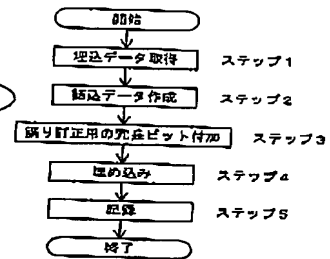 開始
埋込データ取得 ステップ1
込データ作成 ステップ2
誤り訂正用の冗長ビット付加 ステップ3
埋め込み ステップ4
記録 ステップ5
終了